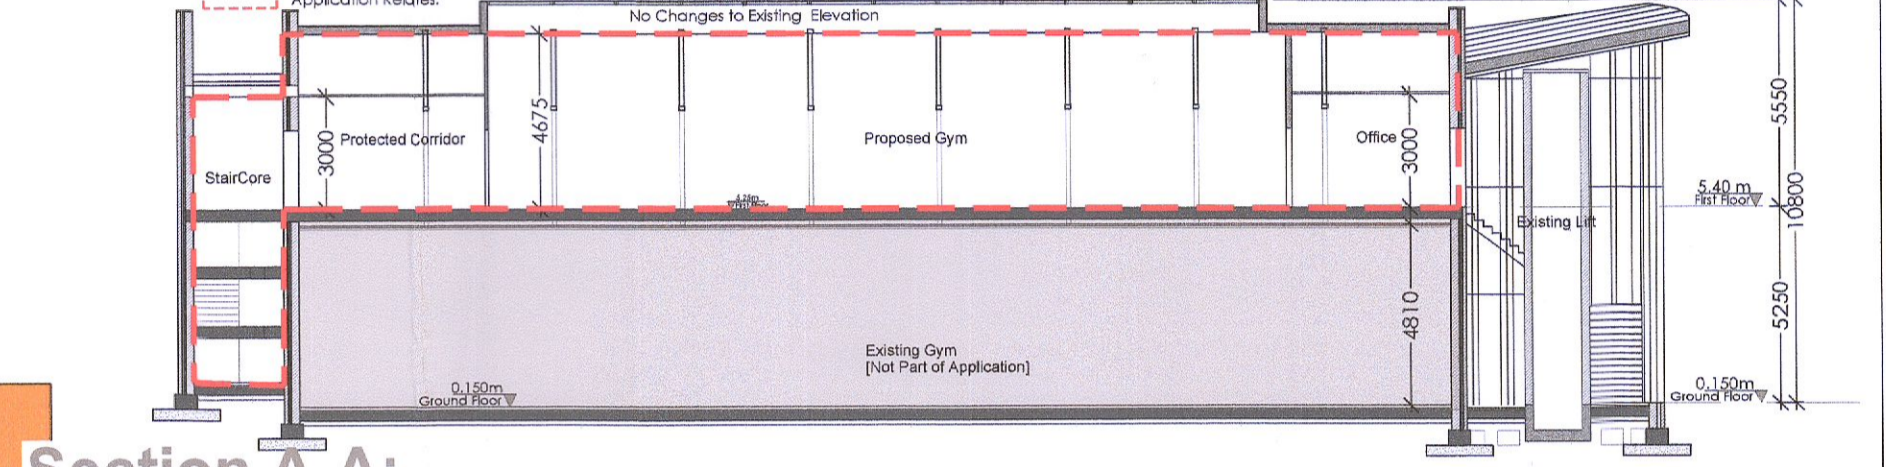 Application Relates.
No Changes to Existing Elevation
Protected Corridor
Proposed Gym
Office
StairCore
3000
4675
3000
5550
10800
5.40 m
First Floor
Existing Lift
4810
5250
Existing Gym
[Not Part of Application]
0.150m
Ground Floor
0.150m
Ground Floor
Section A-A: